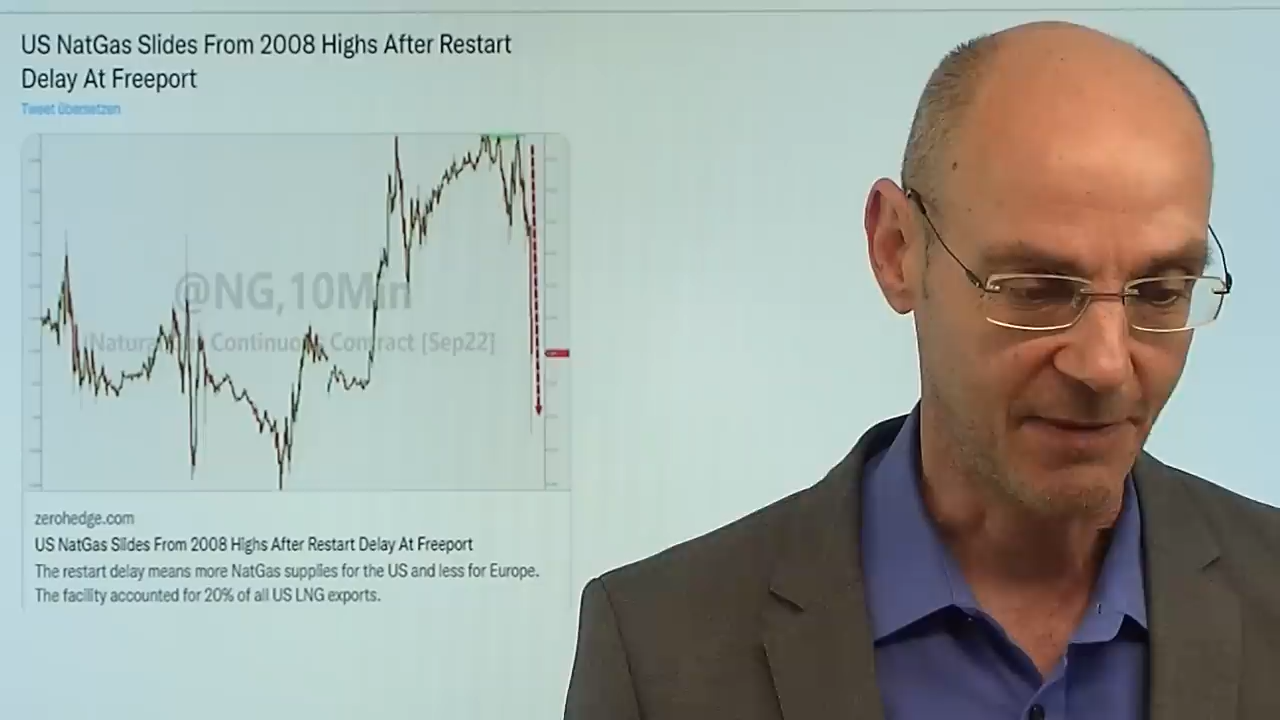 US NatGas Slides From 2008 Highs After Restart
Delay At Freeport
Tweet übersetzen
@NG,10Min
Natural Continuous Contract [Sep22]
zerohedge.com
US NatGas Slides From 2008 Highs After Restart Delay At Freeport
The restart delay means more NatGas supplies for the US and less for Europe.
The facility accounted for 20% of all US LNG exports.